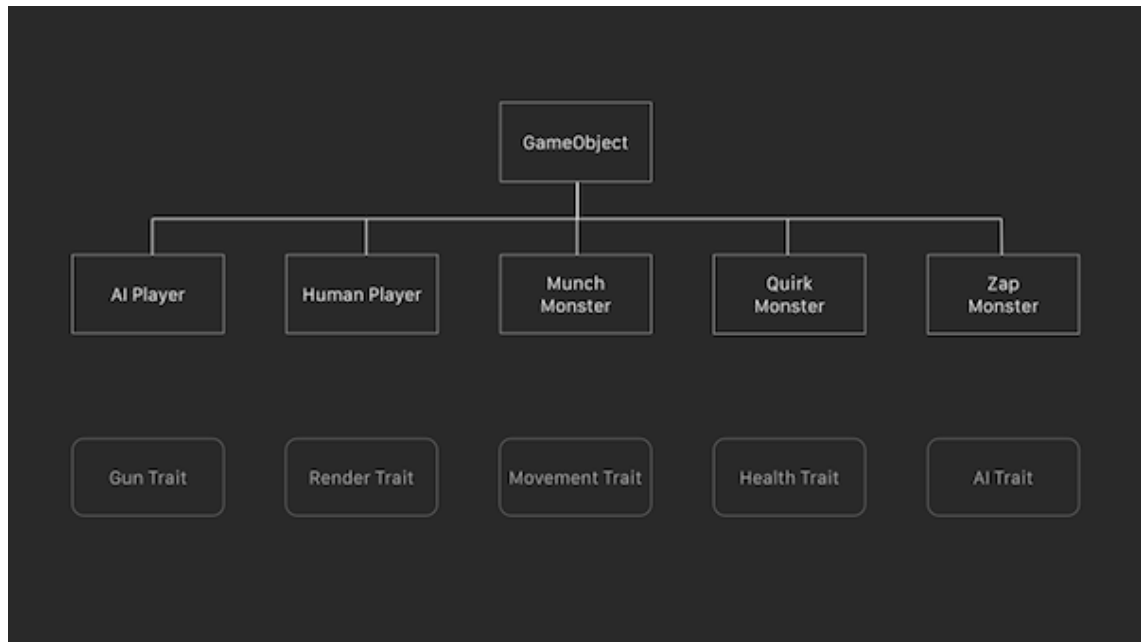 GameObject
AI Player
Human Player
Munch
Monster
Quirk
Monster
Zap
Monster
Gun Trait
Render Trait
Movement Trait
Health Trait
AI Trait